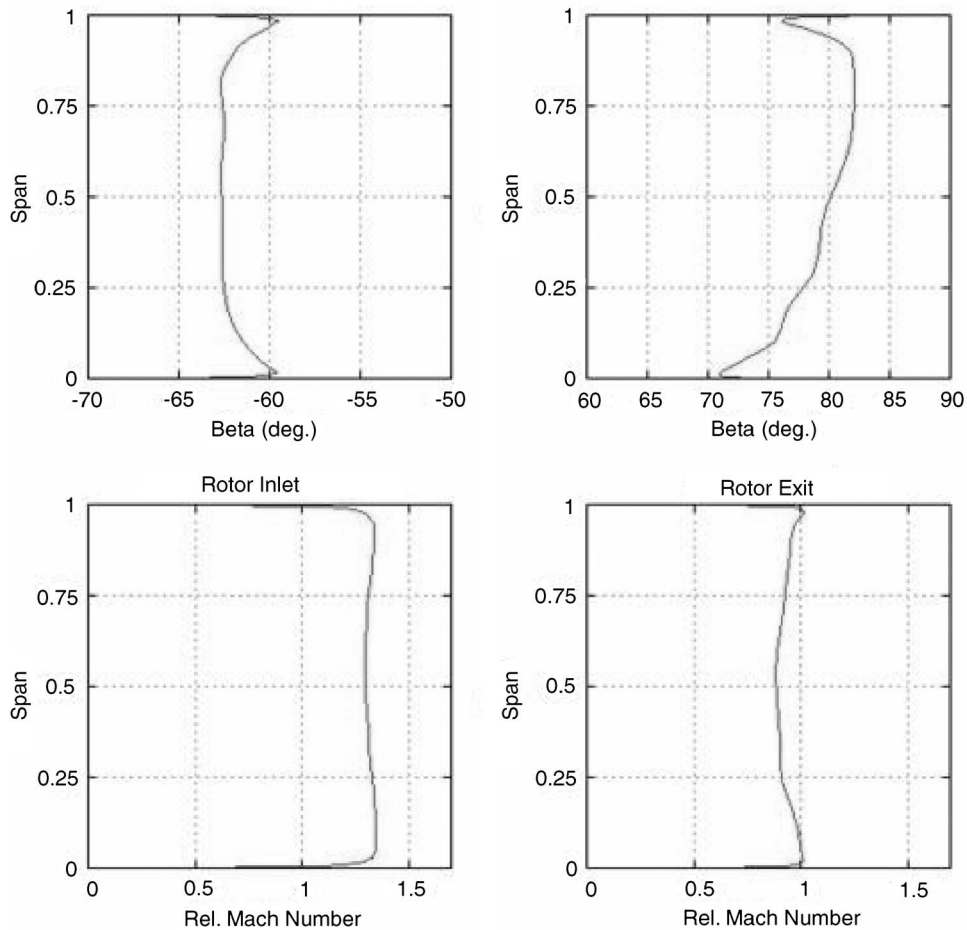 1
0.75
0.5
0.25
0
Span
-70 -65 -60 -55 -50
Beta (deg.)
1
0.75
0.5
0.25
0
Span
60 65 70 75 80 85 90
Beta (deg.)
Rotor Inlet
1
0.75
0.5
0.25
0
Span
0 0.5 1 1.5
Rel. Mach Number
Rotor Exit
1
0.75
0.5
0.25
0
Span
0 0.5 1 1.5
Rel. Mach Number